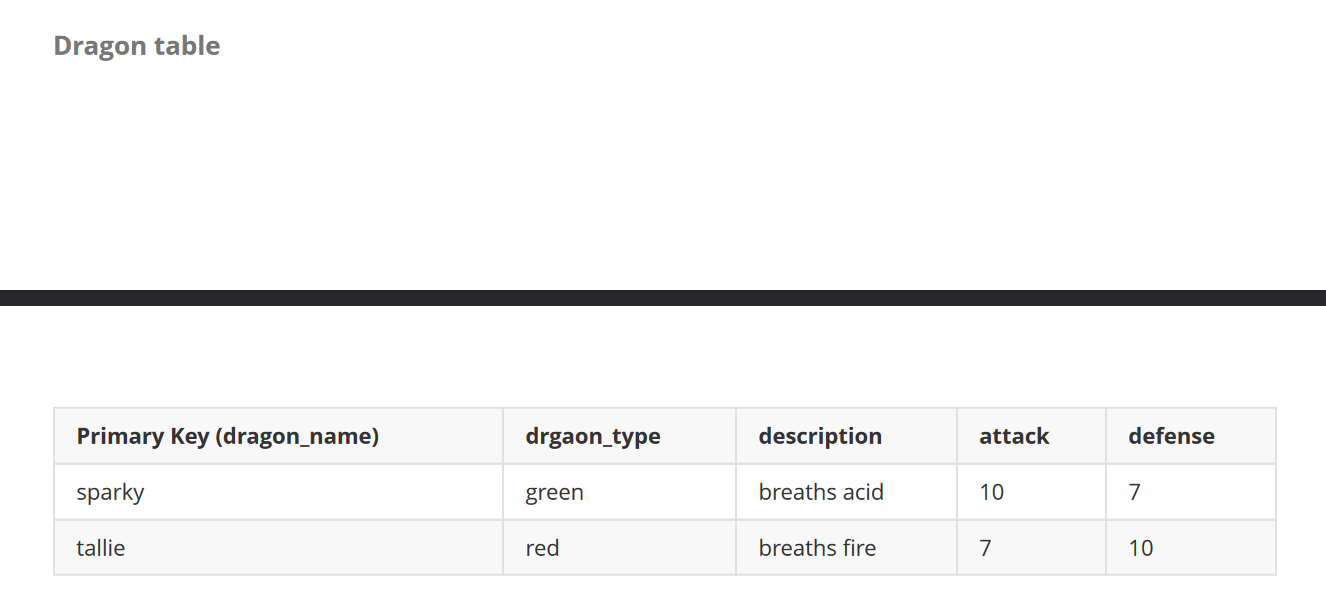 Dragon table
Primary Key (dragon_name) drgaon_type description attack defense
sparky green breaths acid 10 7
tallie red breaths fire 7 10